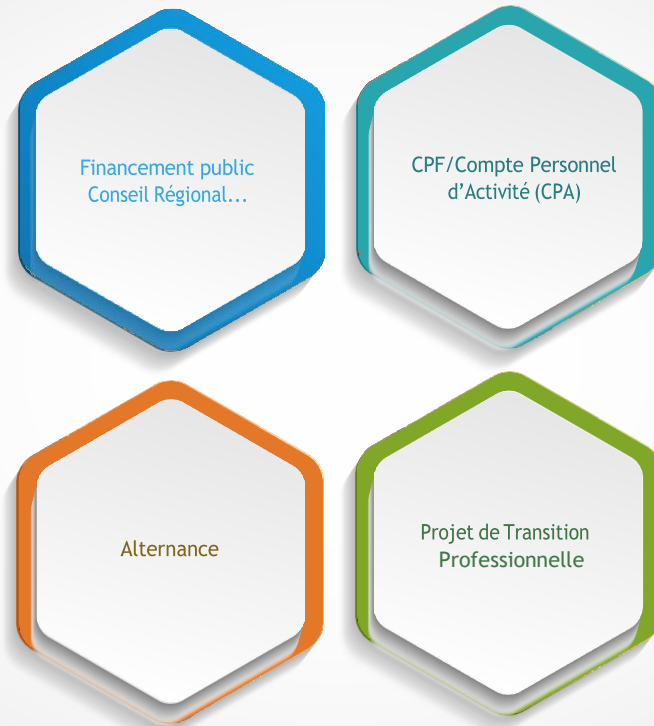 Financement public
Conseil Régional...
CPF/Compte Personnel
d’Activité (CPA)
Alternance
Projet de Transition
Professionnelle